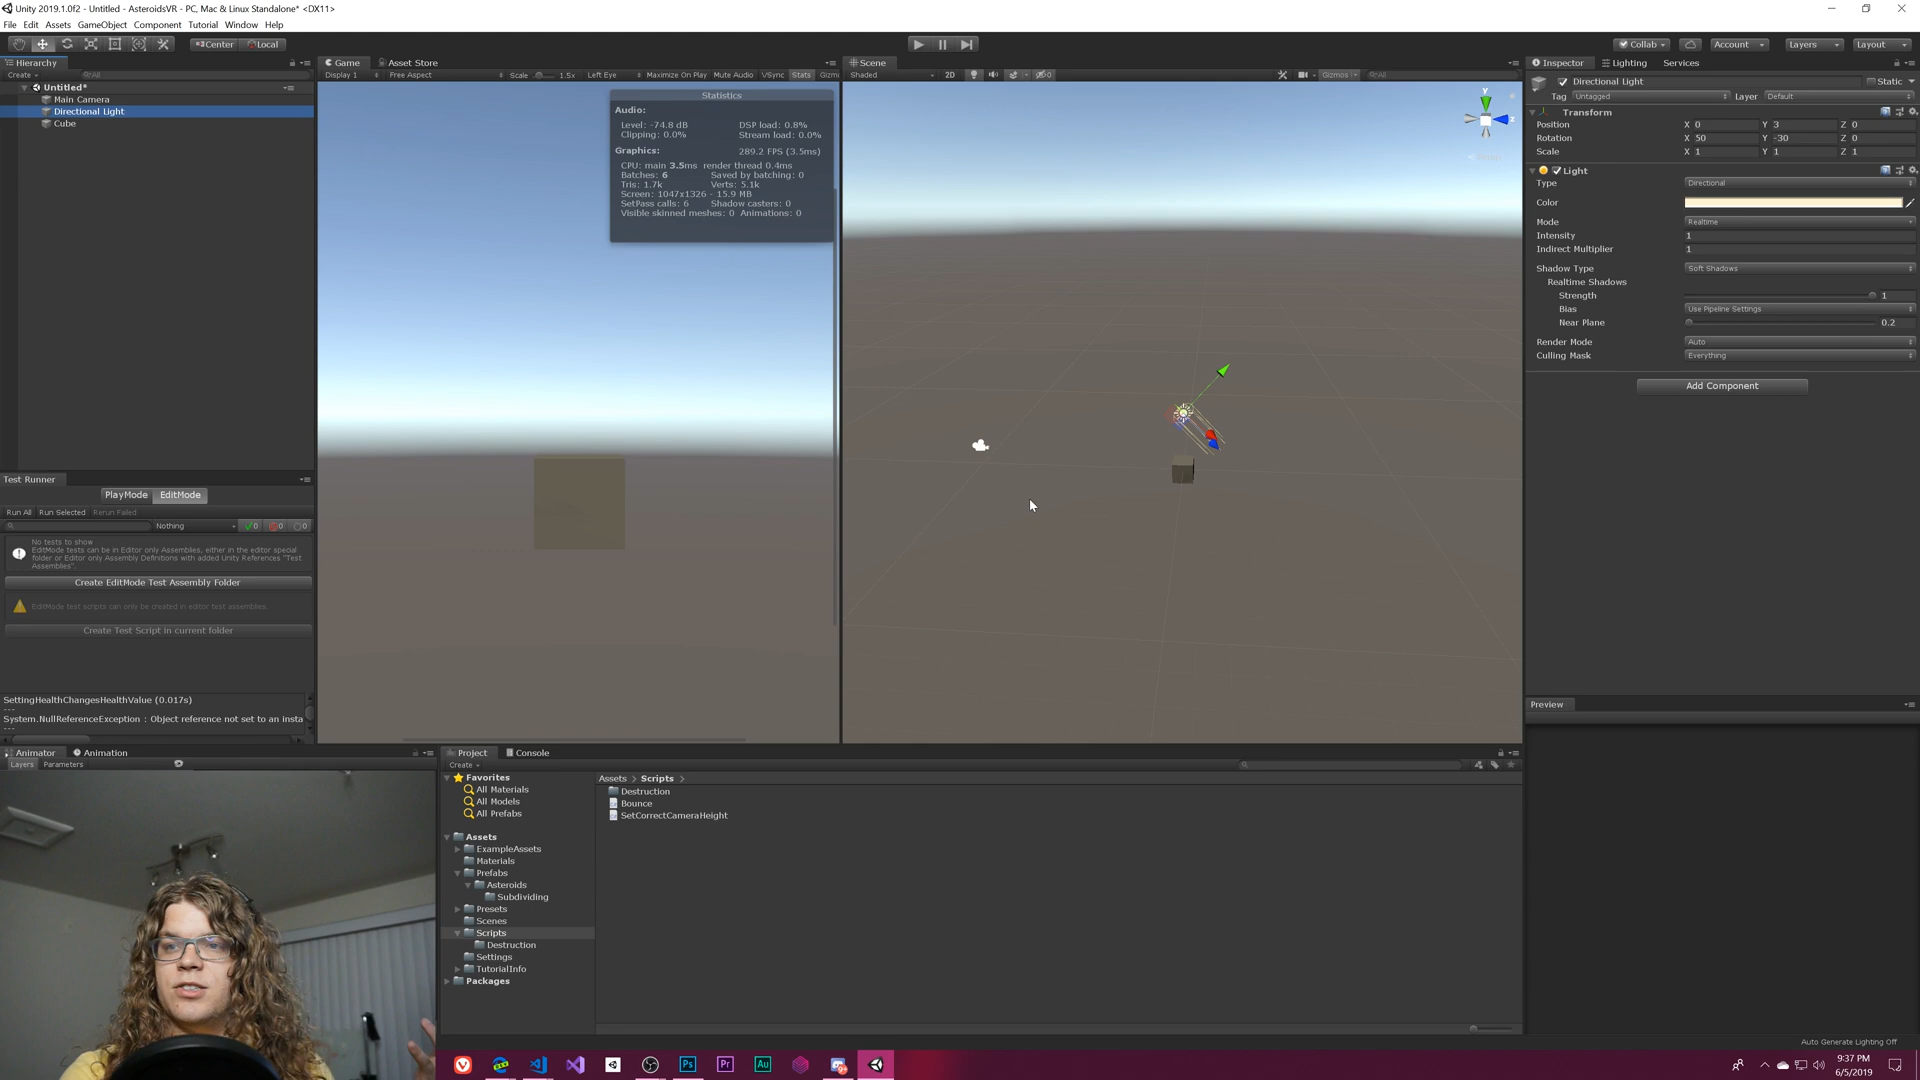 Unity 2019.1.0f2 - Untitled - AsteroidsVR - PC, Mac & Linux Standalone* <DX11>
File Edit Assets GameObject Component Tutorial Window Help
Center Local
Collab Account Layers Layout
Hierarchy
Create All
Untitled*
Main Camera
Directional Light
Cube
Game Asset Store
Display 1 Free Aspect Scale 1.5x Left Eye Maximize On Play Mute Audio VSync Stats Gizm
Statistics
Audio:
Level: -74.8 dB DSP load: 0.8%
Clipping: 0.0% Stream load: 0.0%
Graphics: 289.2 FPS (3.5ms)
CPU: main 3.5ms render thread 0.4ms
Batches: 6 Saved by batching: 0
Tris: 1.7k Verts: 5.1k
Screen: 1047x1326 - 15.9 MB
SetPass calls: 6 Shadow casters: 0
Visible skinned meshes: 0 Animations: 0
Scene
Shaded 2D 0 Gizmos All
y
z
Inspector Lighting Services
Directional Light Static
Tag Untagged Layer Default
Transform
Position X 0 Y 3 Z 0
Rotation X 50 Y -30 Z 0
Scale X 1 Y 1 Z 1
Light
Type Directional
Color
Mode Realtime
Intensity 1
Indirect Multiplier 1
Shadow Type Soft Shadows
Realtime Shadows
Strength 1
Bias Use Pipeline Settings
Near Plane 0.2
Render Mode Auto
Culling Mask Everything
Add Component
Preview
Test Runner
PlayMode EditMode
Run All Run Selected Rerun Failed
Nothing 0 0 0
No tests to show
EditMode tests can be in Editor only Assemblies, either in the editor special
folder or Editor only Assembly Definitions with added Unity References "Test
Assemblies".
Create EditMode Test Assembly Folder
EditMode test scripts can only be created in editor test assemblies.
Create Test Script in current folder
SettingHealthChangesHealthValue (0.017s)
---
System.NullReferenceException : Object reference not set to an insta
---
Animator Animation
Layers Parameters
Project Console
Create
Favorites
All Materials
All Models
All Prefabs
Assets
ExampleAssets
Materials
Prefabs
Asteroids
Subdividing
Presets
Scenes
Scripts
Destruction
Settings
TutorialInfo
Packages
Assets > Scripts >
Destruction
Bounce
SetCorrectCameraHeight
Auto Generate Lighting Off
Ps Pr Au
9:37 PM
6/5/2019